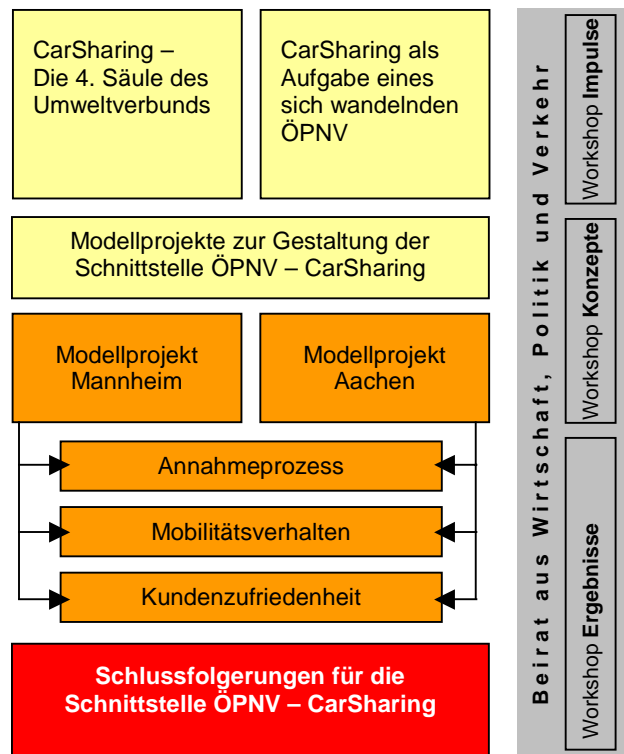 CarSharing –
Die 4. Säule des
Umweltverbunds
CarSharing als
Aufgabe eines
sich wandelnden
ÖPNV
Modellprojekte zur Gestaltung der
Schnittstelle ÖPNV – CarSharing
Modellprojekt
Mannheim
Modellprojekt
Aachen
Annahmeprozess
Mobilitätsverhalten
Kundenzufriedenheit
Schlussfolgerungen für die
Schnittstelle ÖPNV – CarSharing
Beirat aus Wirtschaft, Politik und Verkehr
Workshop Impulse
Workshop Konzepte
Workshop Ergebnisse